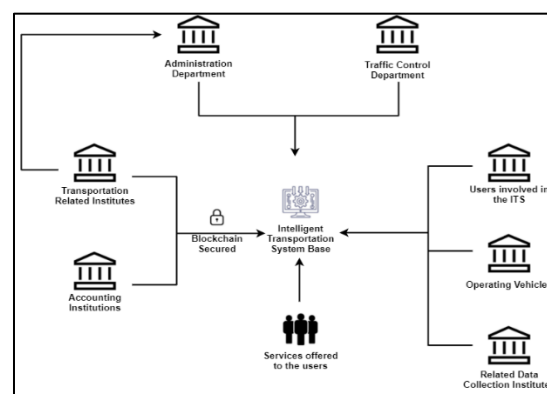 Administration
Department
Traffic Control
Department
Transportation
Related Institutes
Users involved in
the ITS
Blockchain
Secured
Intelligent
Transportation
System Base
Accounting
Institutions
Operating Vehicle
Services offered
to the users
Related Data
Collection Institute